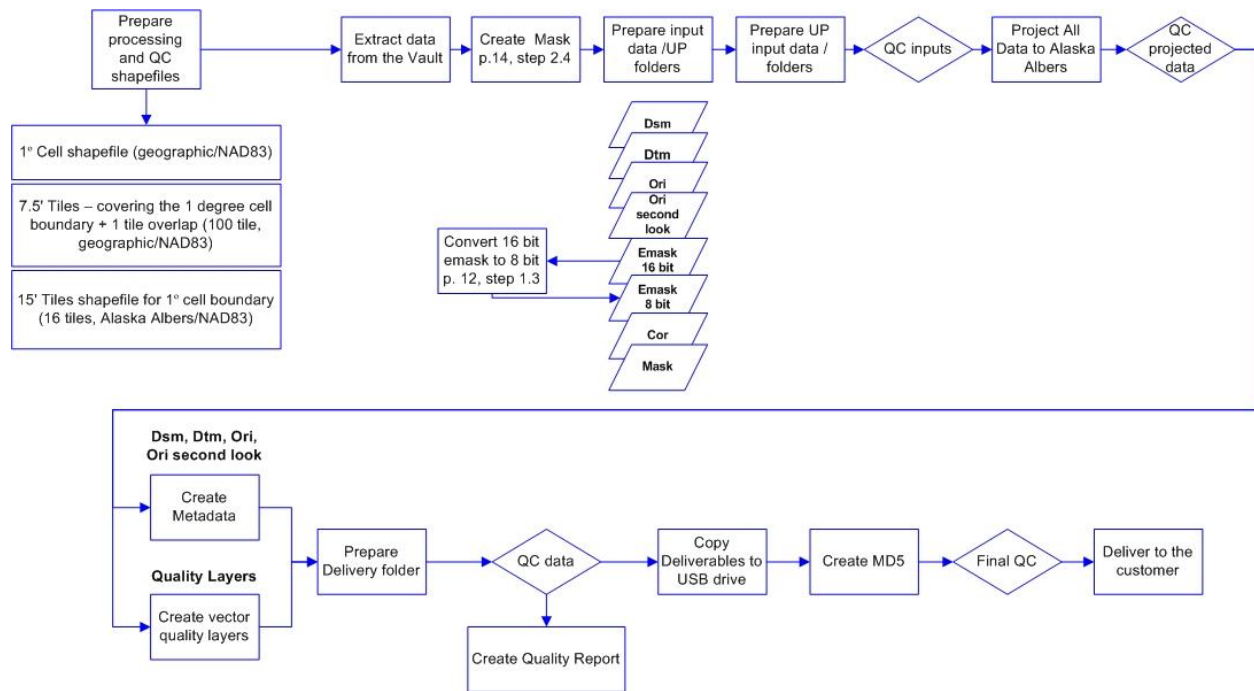 Prepare
processing
and QC
shapefiles
Extract data
from the Vault
Create Mask
p.14, step 2.4
Prepare input
data /UP
folders
Prepare UP
input data /
folders
QC inputs
Project All
Data to Alaska
Albers
QC
projected
data
1° Cell shapefile (geographic/NAD83)
7.5' Tiles – covering the 1 degree cell
boundary + 1 tile overlap (100 tile,
geographic/NAD83)
15' Tiles shapefile for 1° cell boundary
(16 tiles, Alaska Albers/NAD83)
Dsm
Dtm
Ori
Ori
second
look
Convert 16 bit
emask to 8 bit
p. 12, step 1.3
Emask
16 bit
Emask
8 bit
Cor
Mask
Dsm, Dtm, Ori,
Ori second look
Create
Metadata
Quality Layers
Create vector
quality layers
Prepare
Delivery folder
QC data
Create Quality Report
Copy
Deliverables to
USB drive
Create MD5
Final QC
Deliver to the
customer